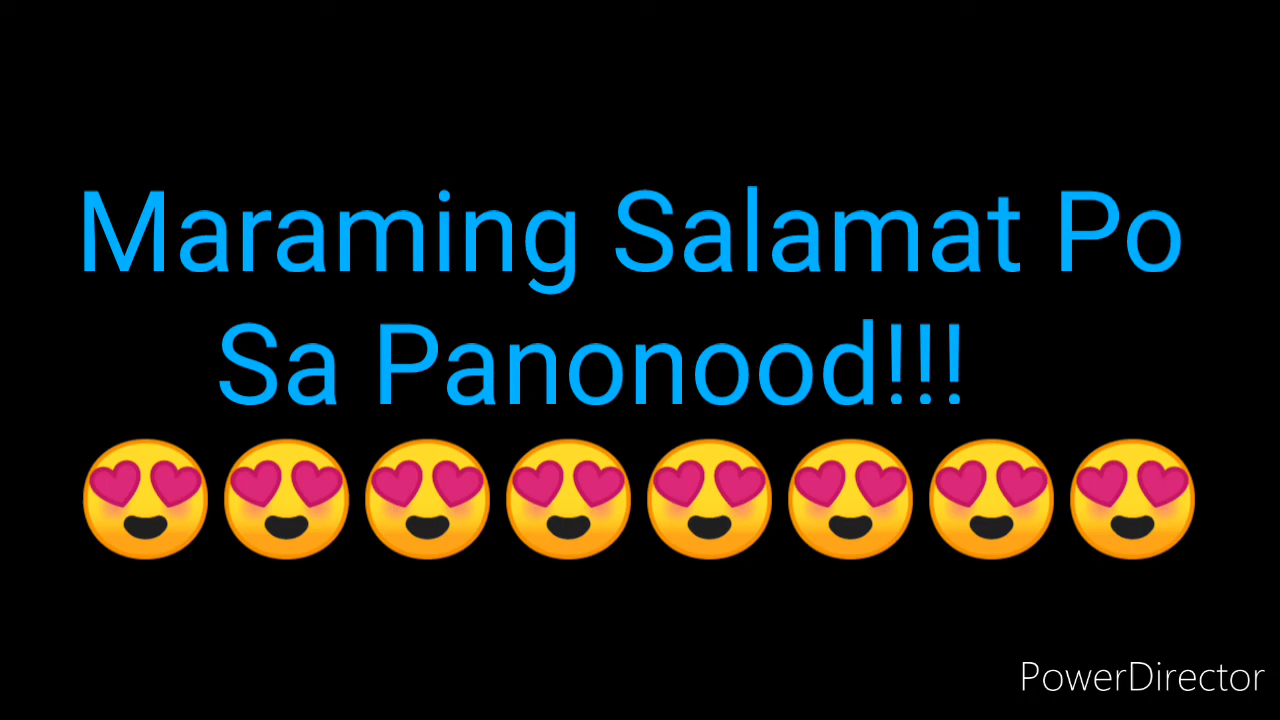 Maraming Salamat Po
Sa Panonood!!!
😍😍😍😍😍😍😍😍
PowerDirector